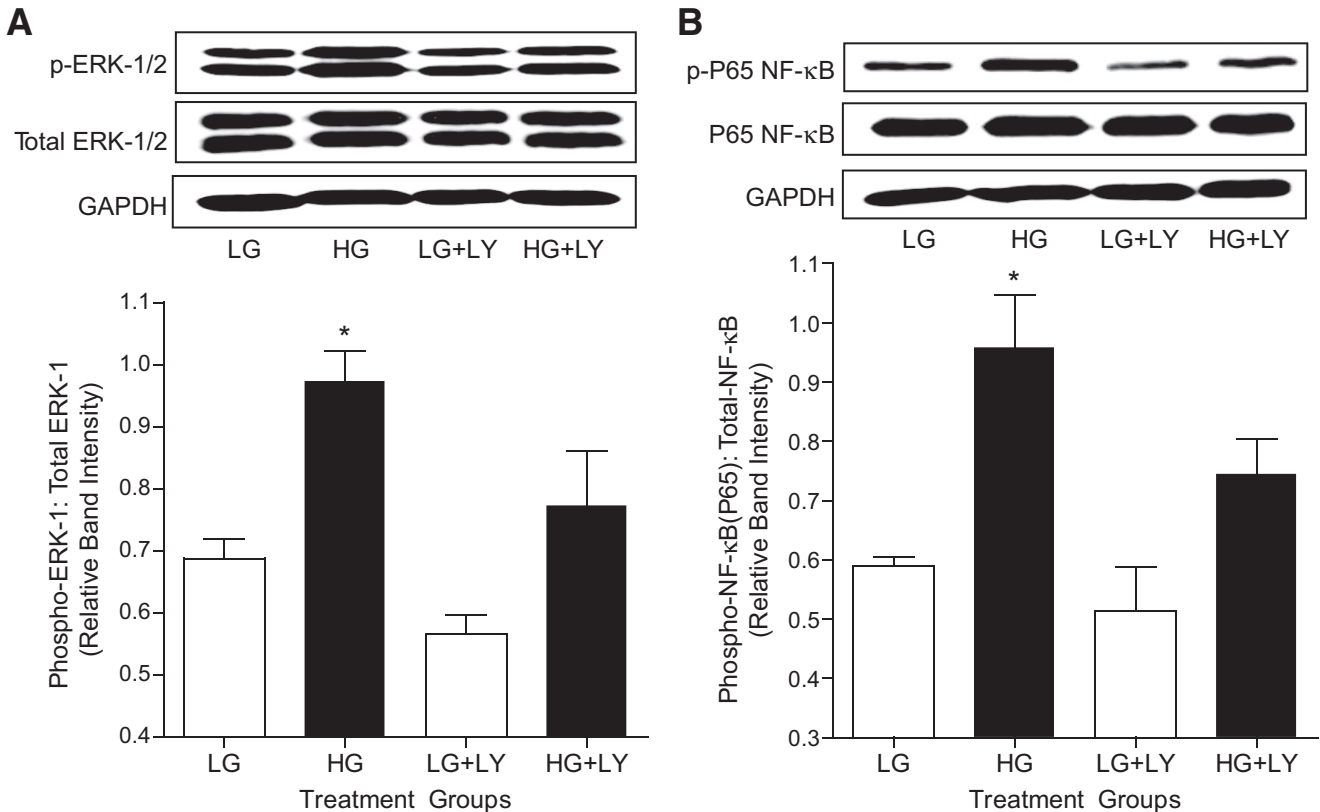 A
p-ERK-1/2
Total ERK-1/2
GAPDH
LG HG LG+LY HG+LY
1.1
1.0
0.9
0.8
0.7
0.6
0.5
0.4
*
Phospho-ERK-1: Total ERK-1
(Relative Band Intensity)
LG HG LG+LY HG+LY
Treatment Groups
B
p-P65 NF-κB
P65 NF-κB
GAPDH
LG HG LG+LY HG+LY
1.1
1.0
0.9
0.8
0.7
0.6
0.5
0.4
0.3
*
Phospho-NF-κB(P65): Total-NF-κB
(Relative Band Intensity)
LG HG LG+LY HG+LY
Treatment Groups